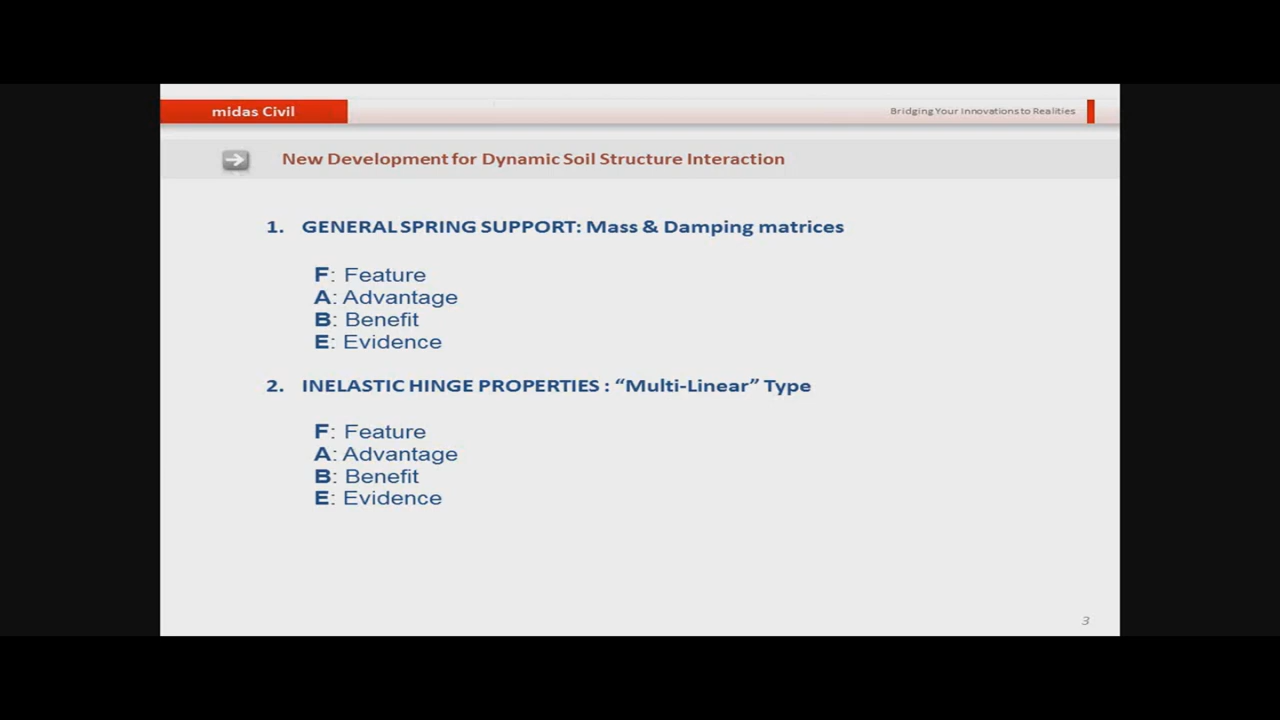 midas Civil
Bridging Your Innovations to Realities
New Development for Dynamic Soil Structure Interaction
1. GENERAL SPRING SUPPORT: Mass & Damping matrices
F: Feature
A: Advantage
B: Benefit
E: Evidence
2. INELASTIC HINGE PROPERTIES : “Multi-Linear” Type
F: Feature
A: Advantage
B: Benefit
E: Evidence
3